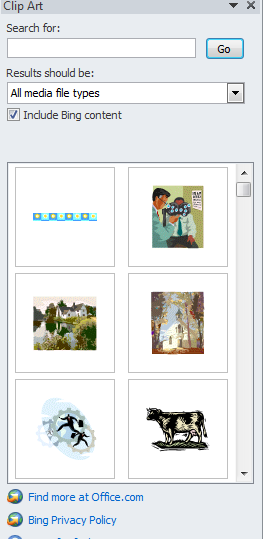 Clip Art
Search for:
Go
Results should be:
All media file types
Include Bing content
Find more at Office.com
Bing Privacy Policy